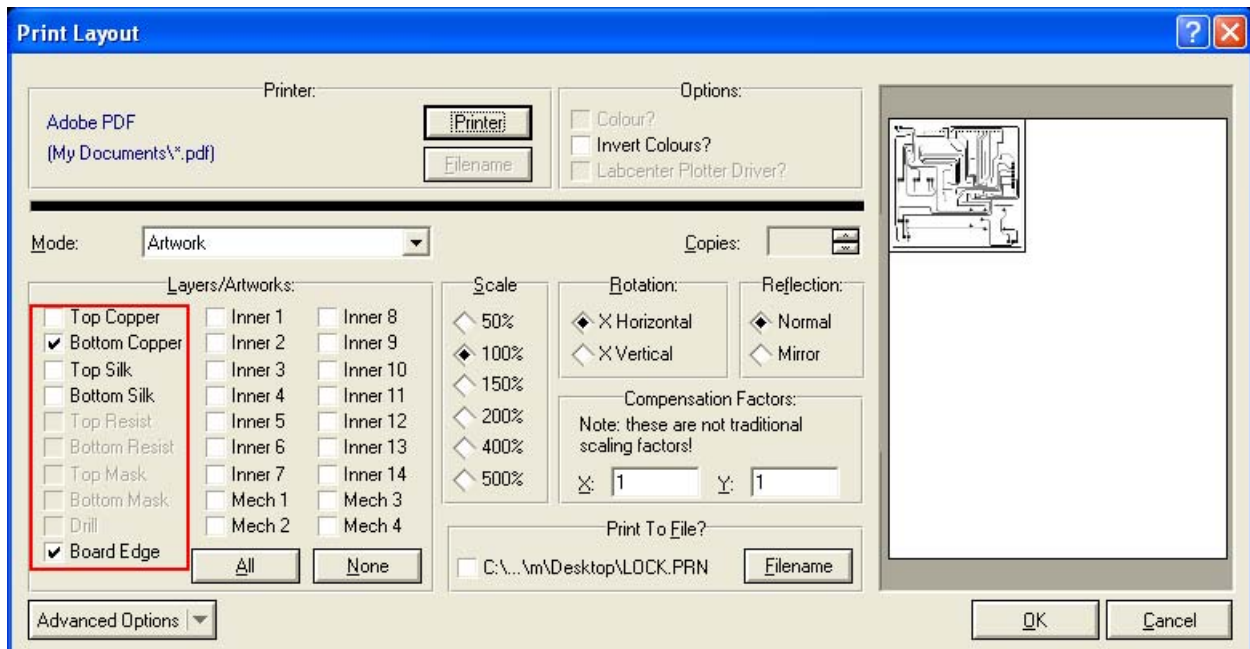 Print Layout
Printer:
Adobe PDF
(My Documents\*.pdf)
Printer
Filename
Options:
Colour?
Invert Colours?
Labcenter Plotter Driver?
Mode:
Artwork
Copies:
Layers/Artworks:
Top Copper
Bottom Copper
Top Silk
Bottom Silk
Top Resist
Bottom Resist
Top Mask
Bottom Mask
Drill
Board Edge
Inner 1
Inner 2
Inner 3
Inner 4
Inner 5
Inner 6
Inner 7
Mech 1
Mech 2
Inner 8
Inner 9
Inner 10
Inner 11
Inner 12
Inner 13
Inner 14
Mech 3
Mech 4
All
None
Scale
50%
100%
150%
200%
400%
500%
Rotation:
X Horizontal
X Vertical
Reflection:
Normal
Mirror
Compensation Factors:
Note: these are not traditional
scaling factors!
X: 1
Y: 1
Print To File?
C:\...\m\Desktop\LOCK.PRN
Filename
Advanced Options
OK
Cancel